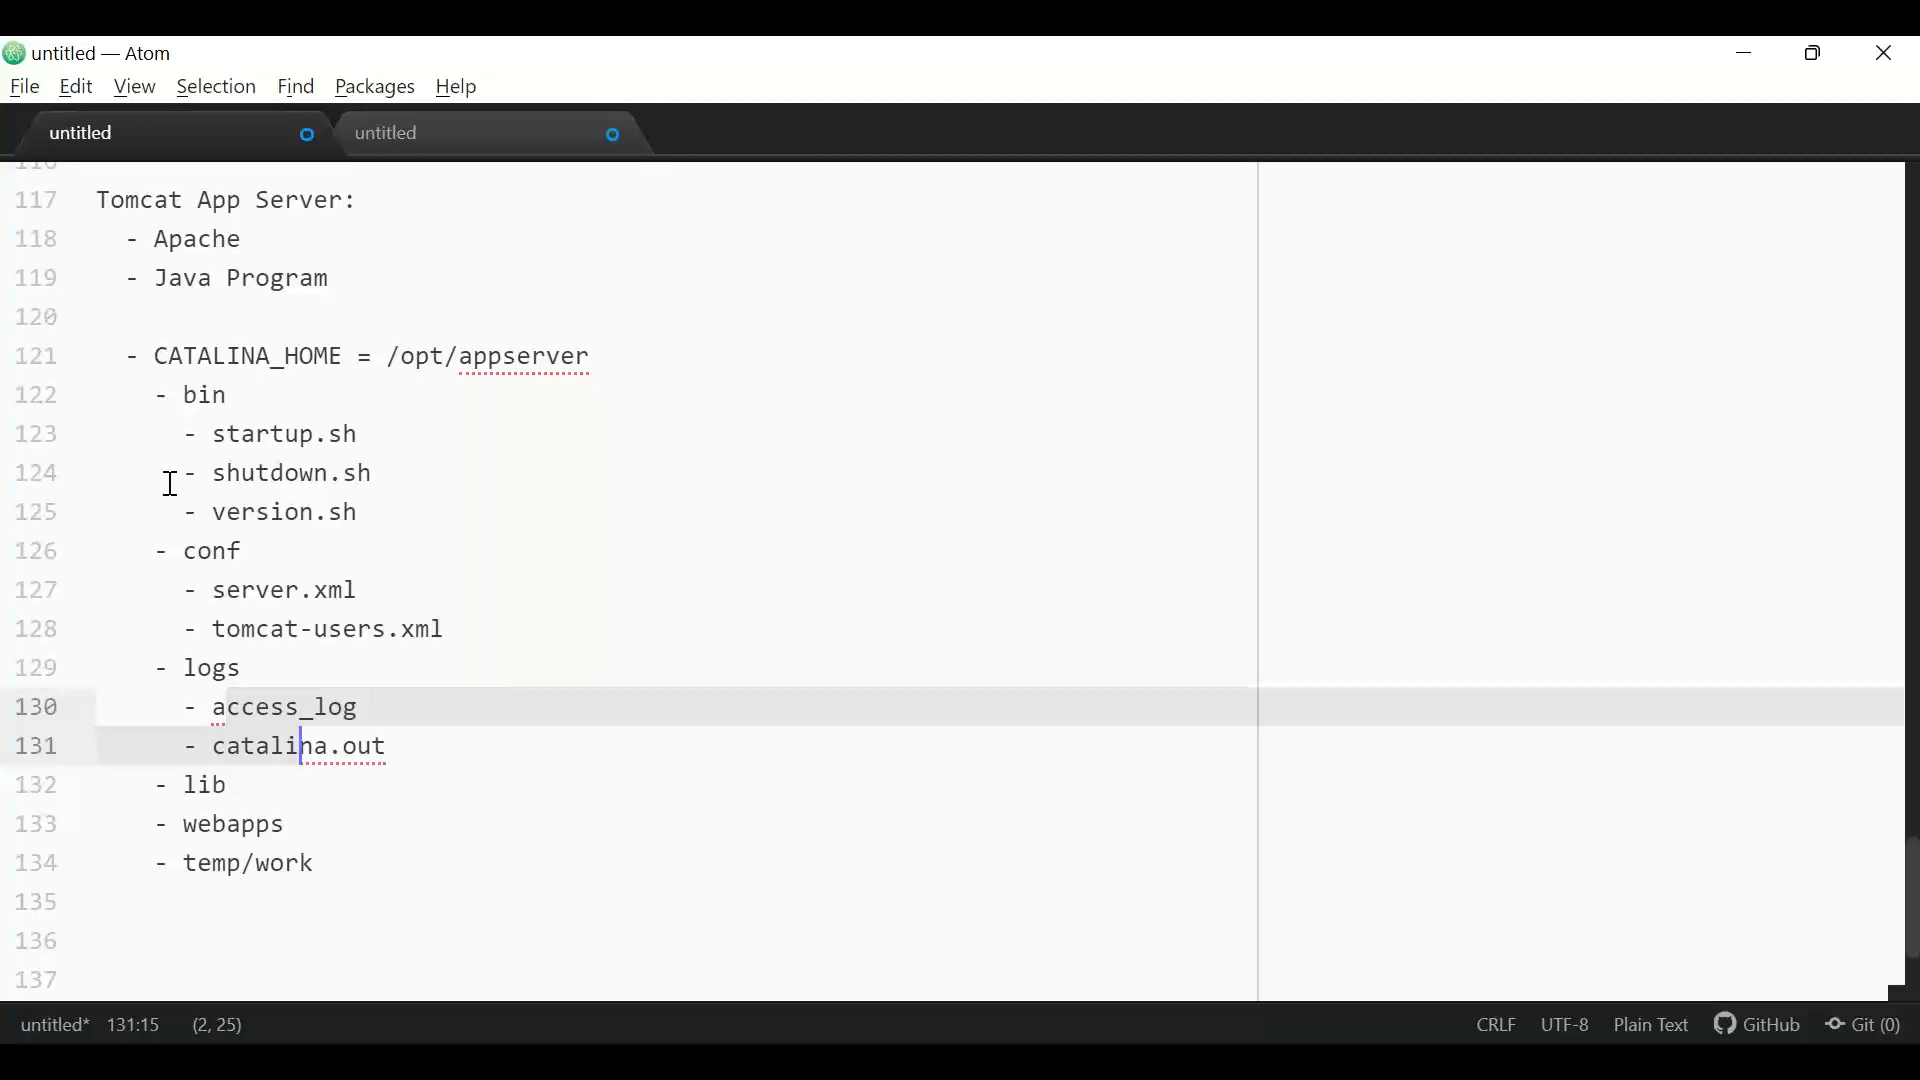 untitled — Atom
File Edit View Selection Find Packages Help
untitled untitled
117 Tomcat App Server:
118 - Apache
119 - Java Program
120
121 - CATALINA_HOME = /opt/appserver
122 - bin
123 - startup.sh
124 - shutdown.sh
125 - version.sh
126 - conf
127 - server.xml
128 - tomcat-users.xml
129 - logs
130 - access_log
131 - catalina.out
132 - lib
133 - webapps
134 - temp/work
135
136
137
untitled* 131:15 (2, 25) CRLF UTF-8 Plain Text GitHub Git (0)